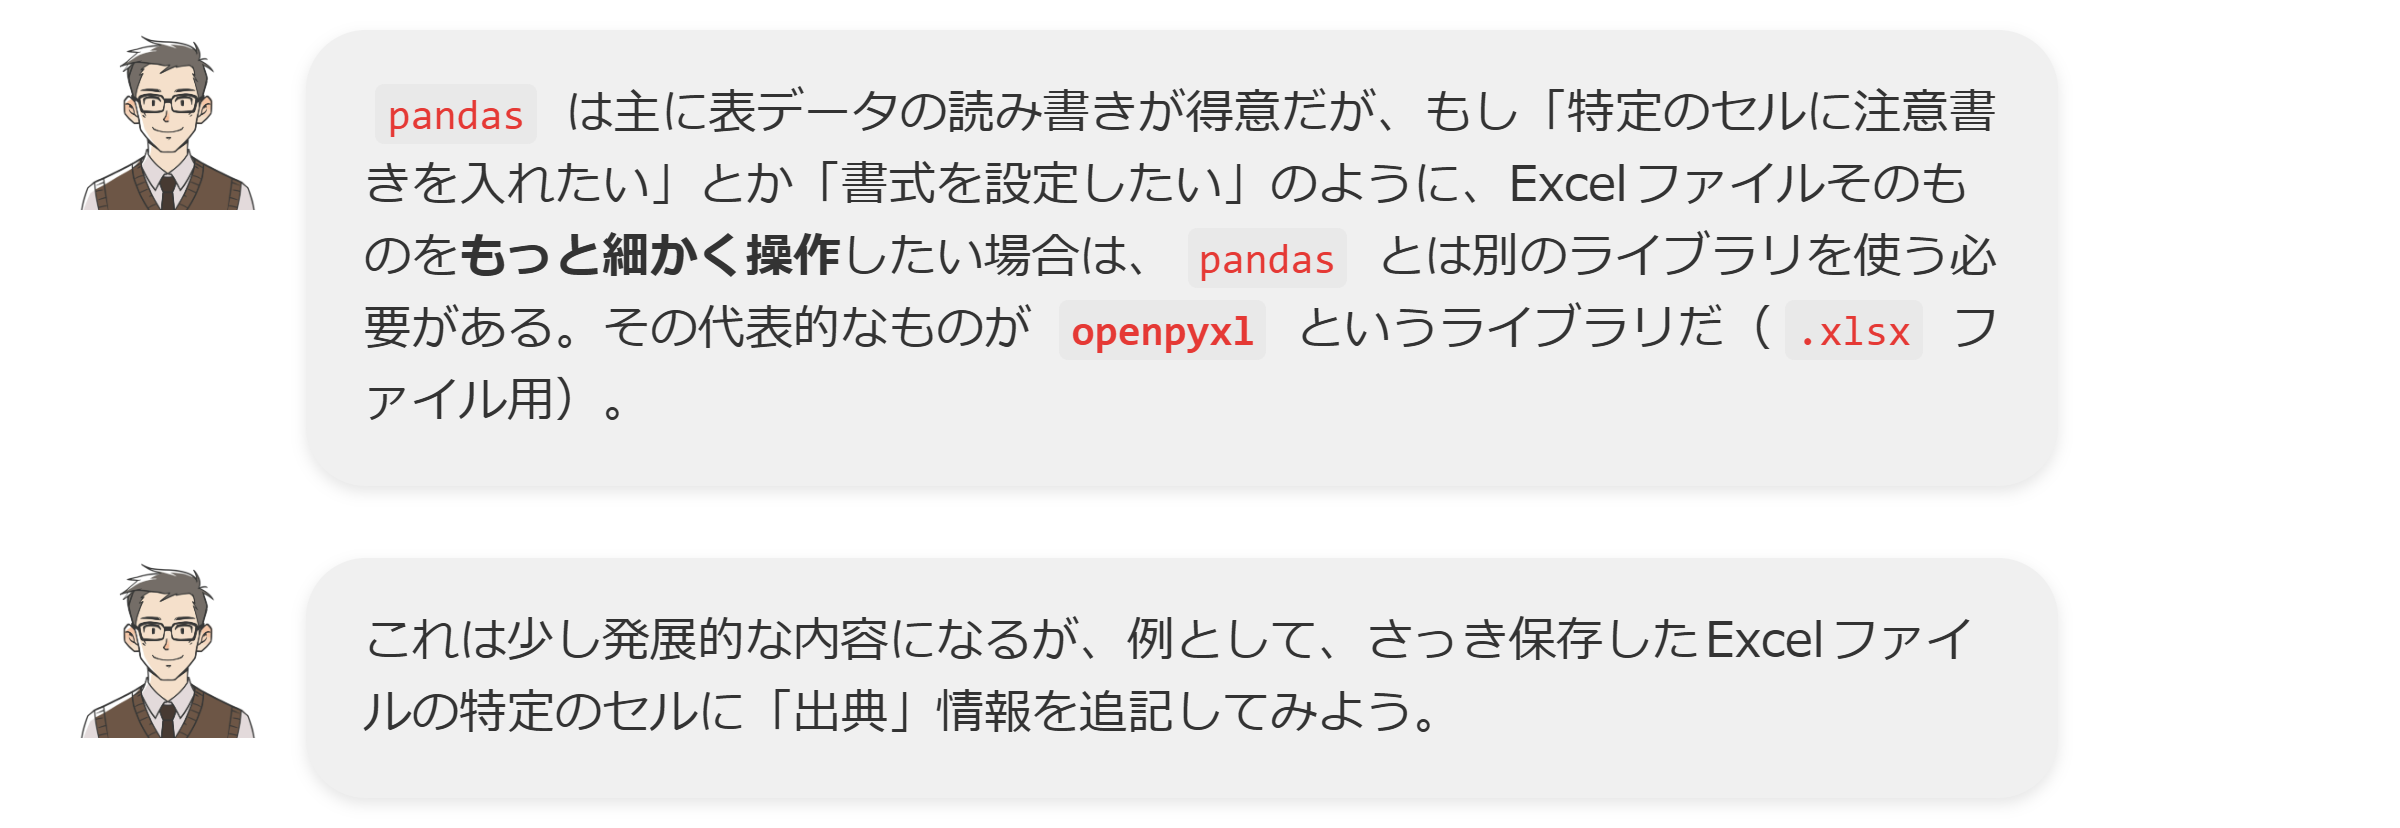 pandas は主に表データの読み書きが得意だが、もし「特定のセルに注意書
きを入れたい」とか「書式を設定したい」のように、Excelファイルそのも
のをもっと細かく操作したい場合は、 pandas とは別のライブラリを使う必
要がある。その代表的なものが openpyxl というライブラリだ（ .xlsx フ
ァイル用）。
これは少し発展的な内容になるが、例として、さっき保存したExcelファイ
ルの特定のセルに「出典」情報を追記してみよう。